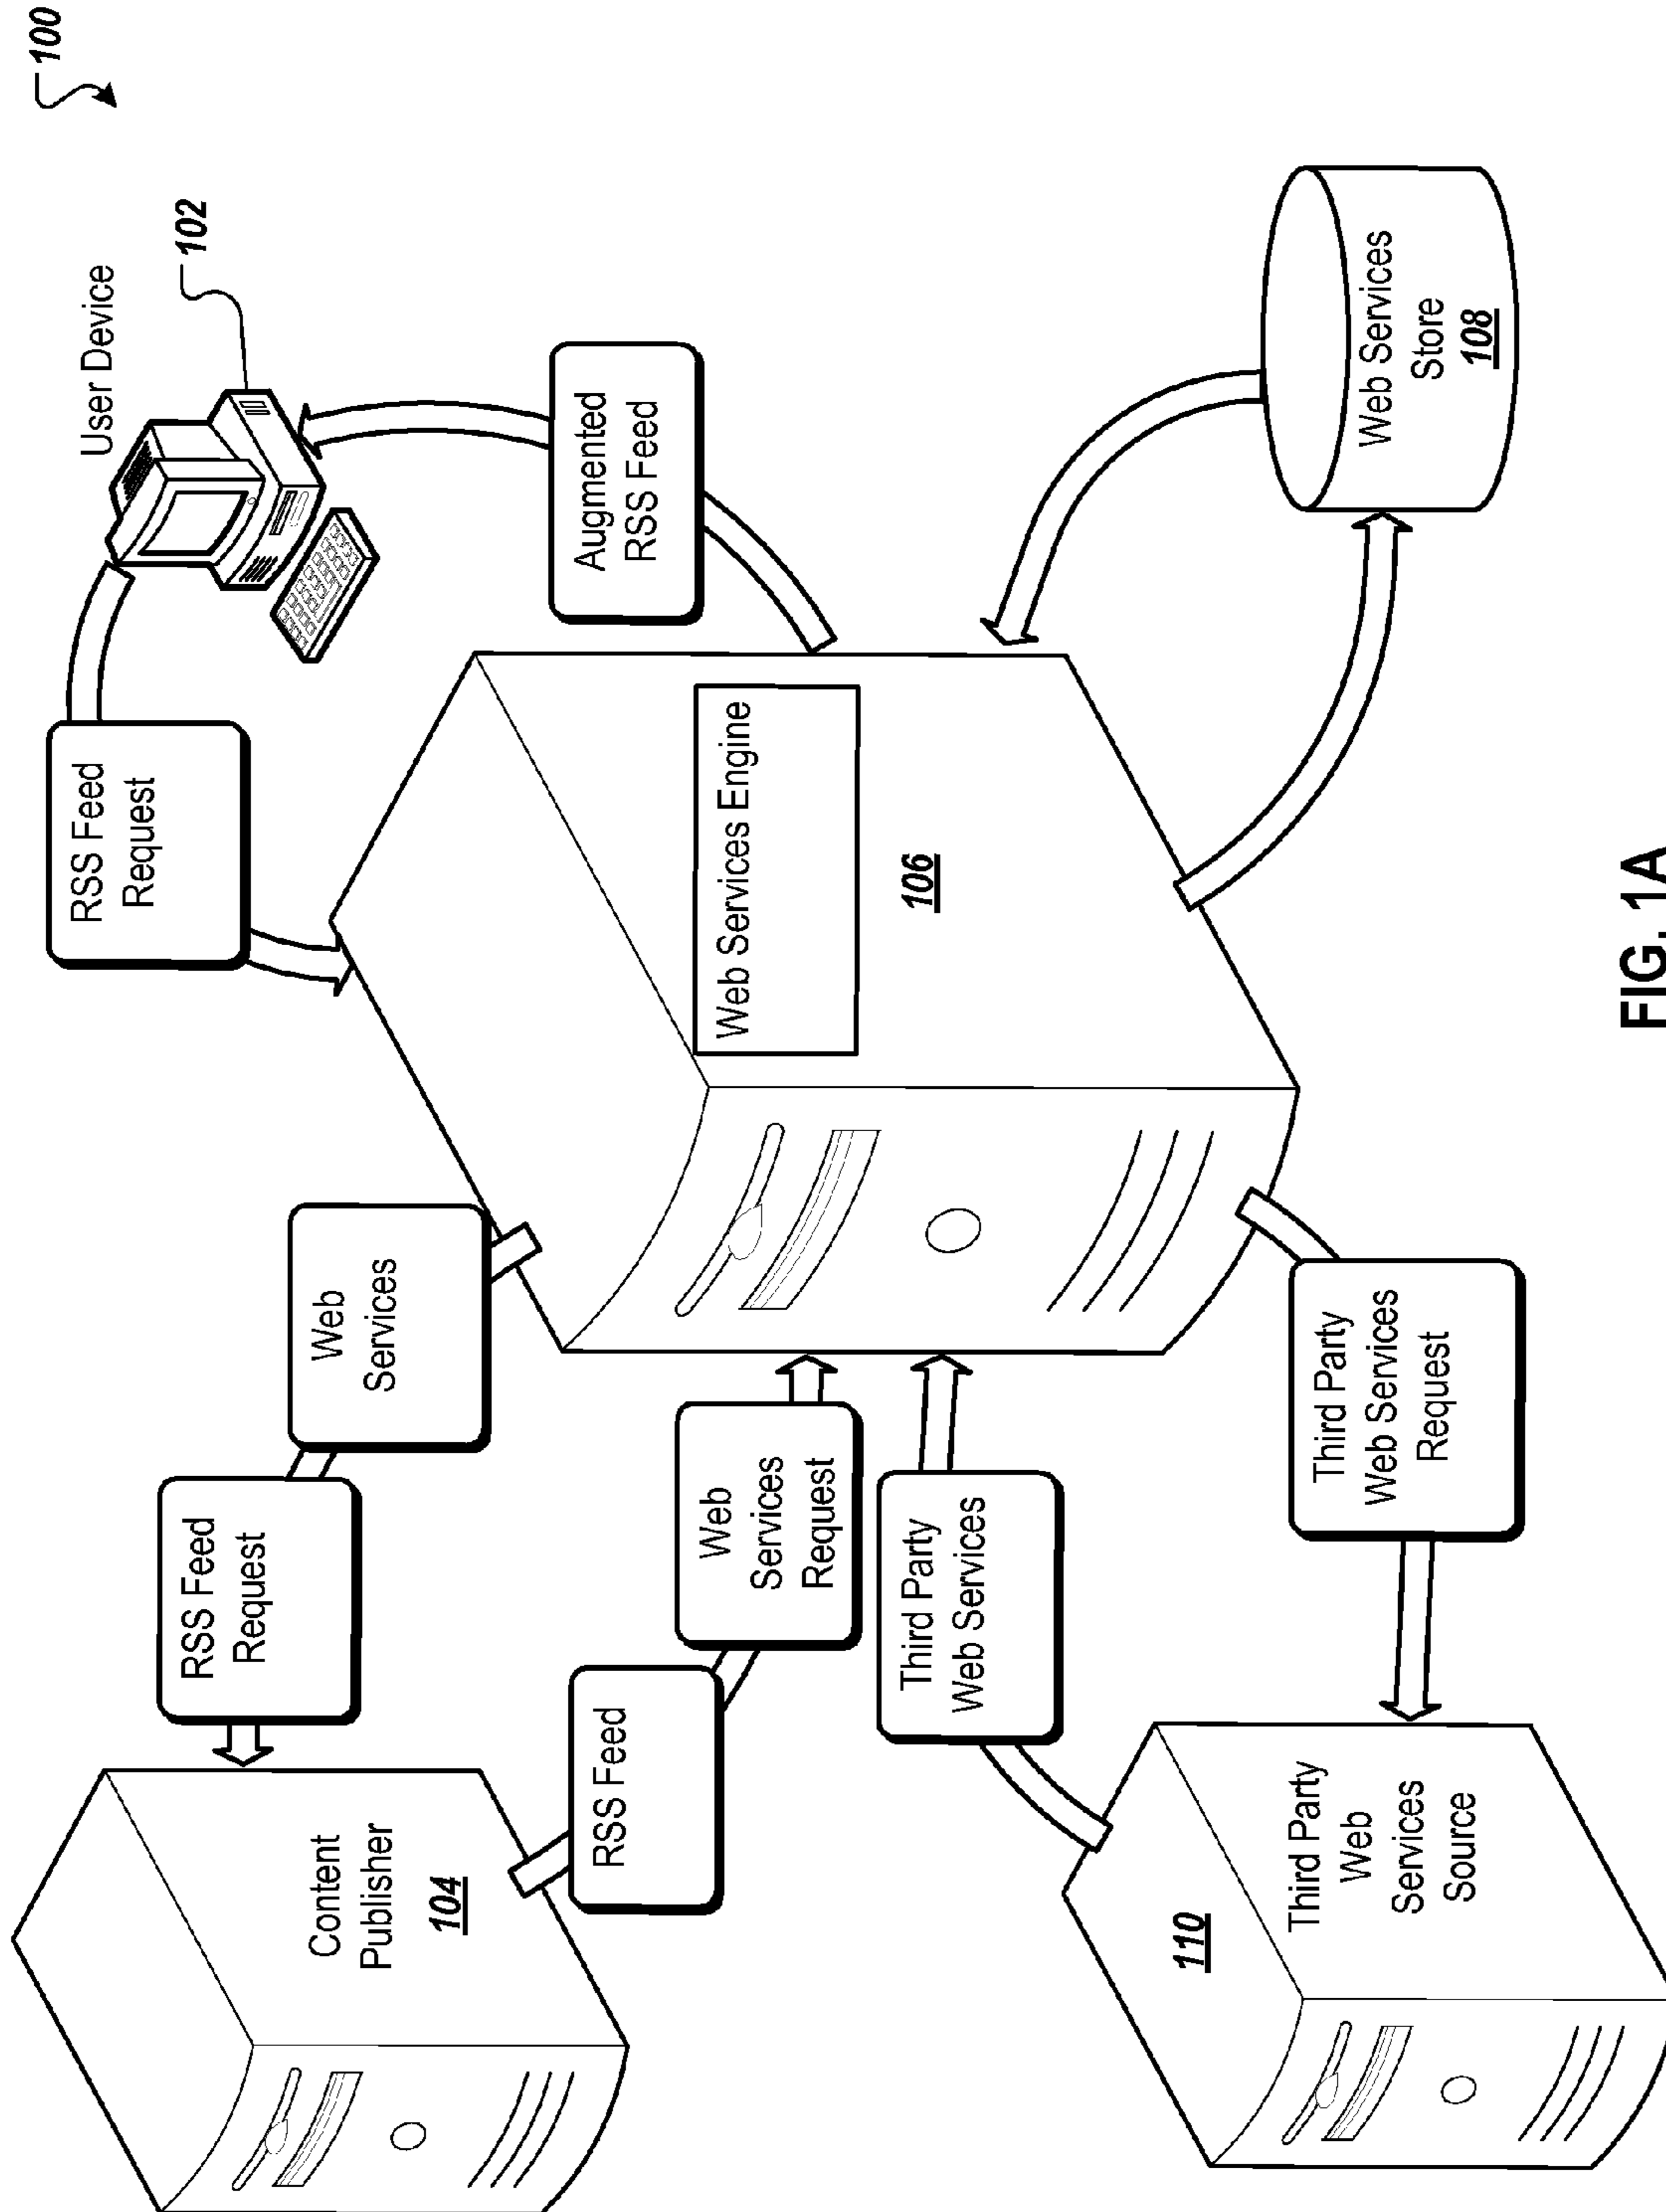 100
User Device
102
RSS Feed
Request
Augmented
RSS Feed
Web Services Engine
106
Web Services
Store
108
Web
Services
RSS Feed
Request
Content
Publisher
104
RSS Feed
Web
Services
Request
Third Party
Web Services
Third Party
Web Services
Request
110
Third Party
Web
Services
Source
FIG. 1A